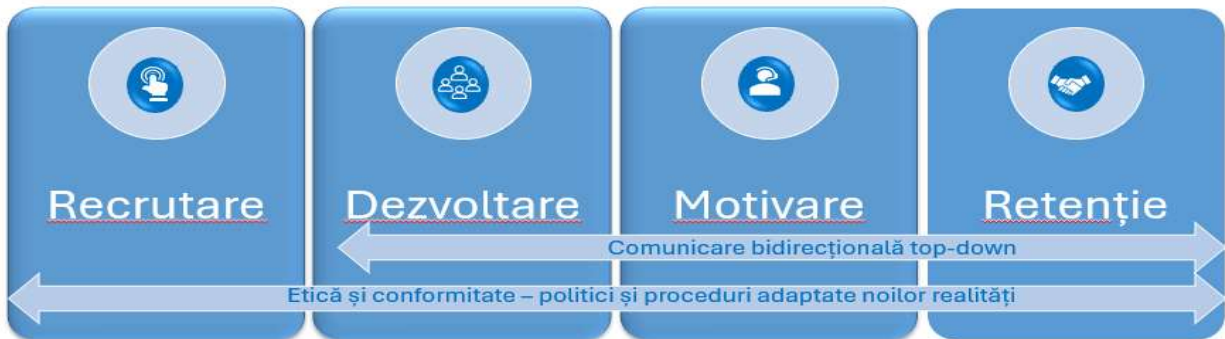 Recrutare
Dezvoltare
Motivare
Retenție
Comunicare bidirecțională top-down
Etică și conformitate – politici și proceduri adaptate noilor realități